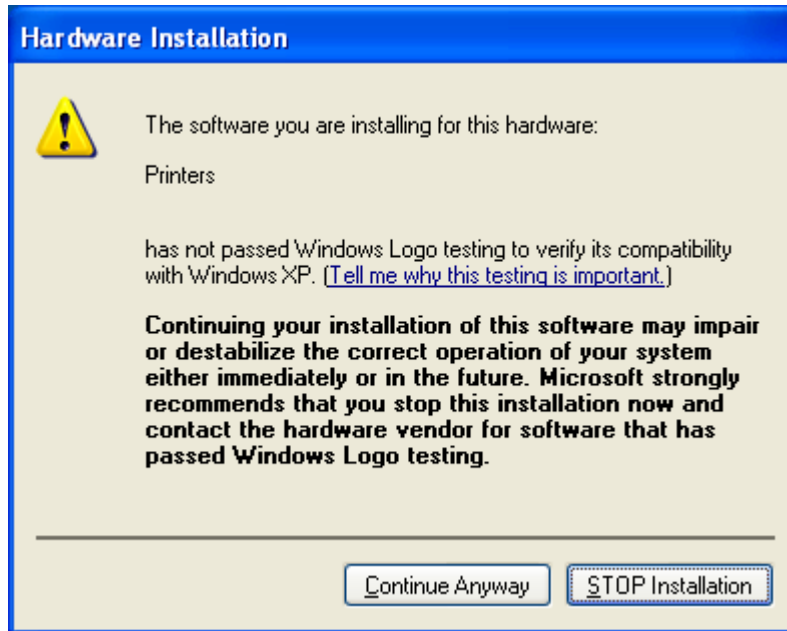 Hardware Installation
The software you are installing for this hardware:
Printers
has not passed Windows Logo testing to verify its compatibility
with Windows XP. (Tell me why this testing is important.)
Continuing your installation of this software may impair
or destabilize the correct operation of your system
either immediately or in the future. Microsoft strongly
recommends that you stop this installation now and
contact the hardware vendor for software that has
passed Windows Logo testing.
Continue Anyway STOP Installation